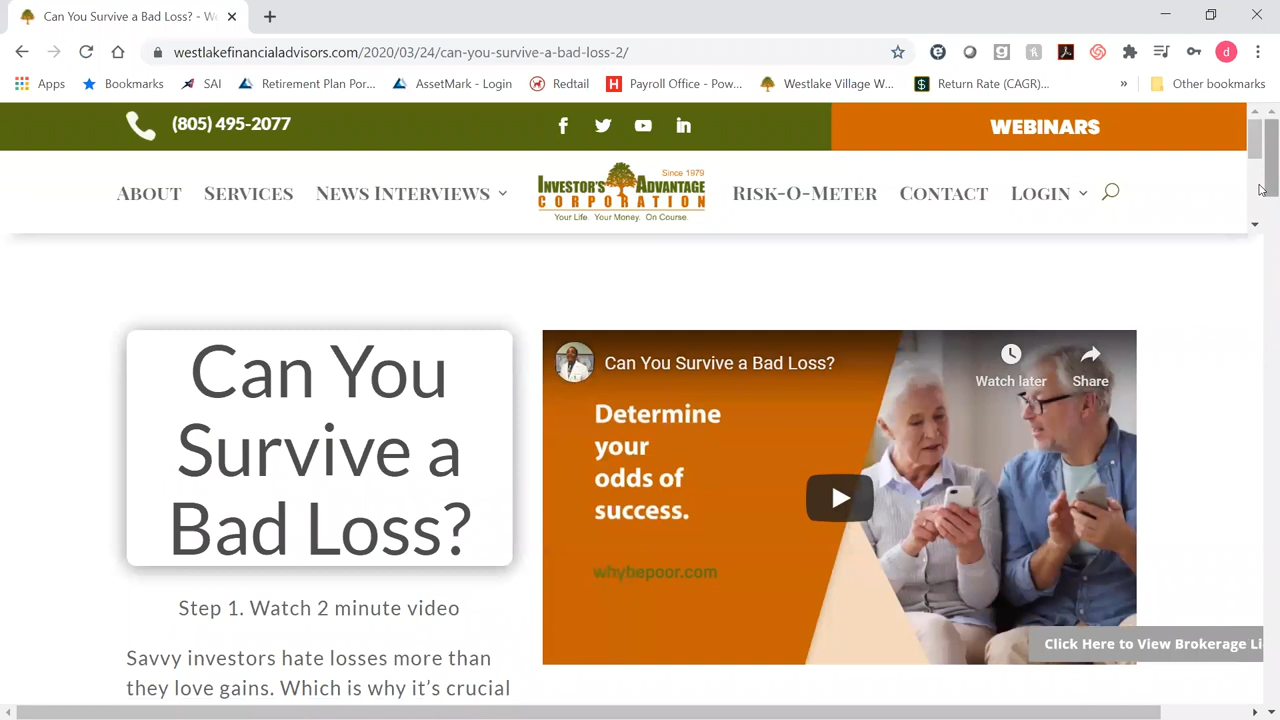 Can You Survive a Bad Loss? - We
westlakefinancialadvisors.com/2020/03/24/can-you-survive-a-bad-loss-2/
d
Apps
Bookmarks
SAI
Retirement Plan Por...
AssetMark - Login
Redtail
H
Payroll Office - Pow...
Westlake Village W...
$
Return Rate (CAGR)...
»
Other bookmarks
(805) 495-2077
WEBINARS
ABOUT
SERVICES
NEWS INTERVIEWS
Since 1979
INVESTOR'S ADVANTAGE
CORPORATION
Your Life. Your Money. On Course.
RISK-O-METER
CONTACT
LOGIN
Can You
Survive a
Bad Loss?
Step 1. Watch 2 minute video
Savvy investors hate losses more than
they love gains. Which is why it's crucial
Can You Survive a Bad Loss?
Watch later
Share
Determine
your
odds of
success.
whybepoor.com
Click Here to View Brokerage Li